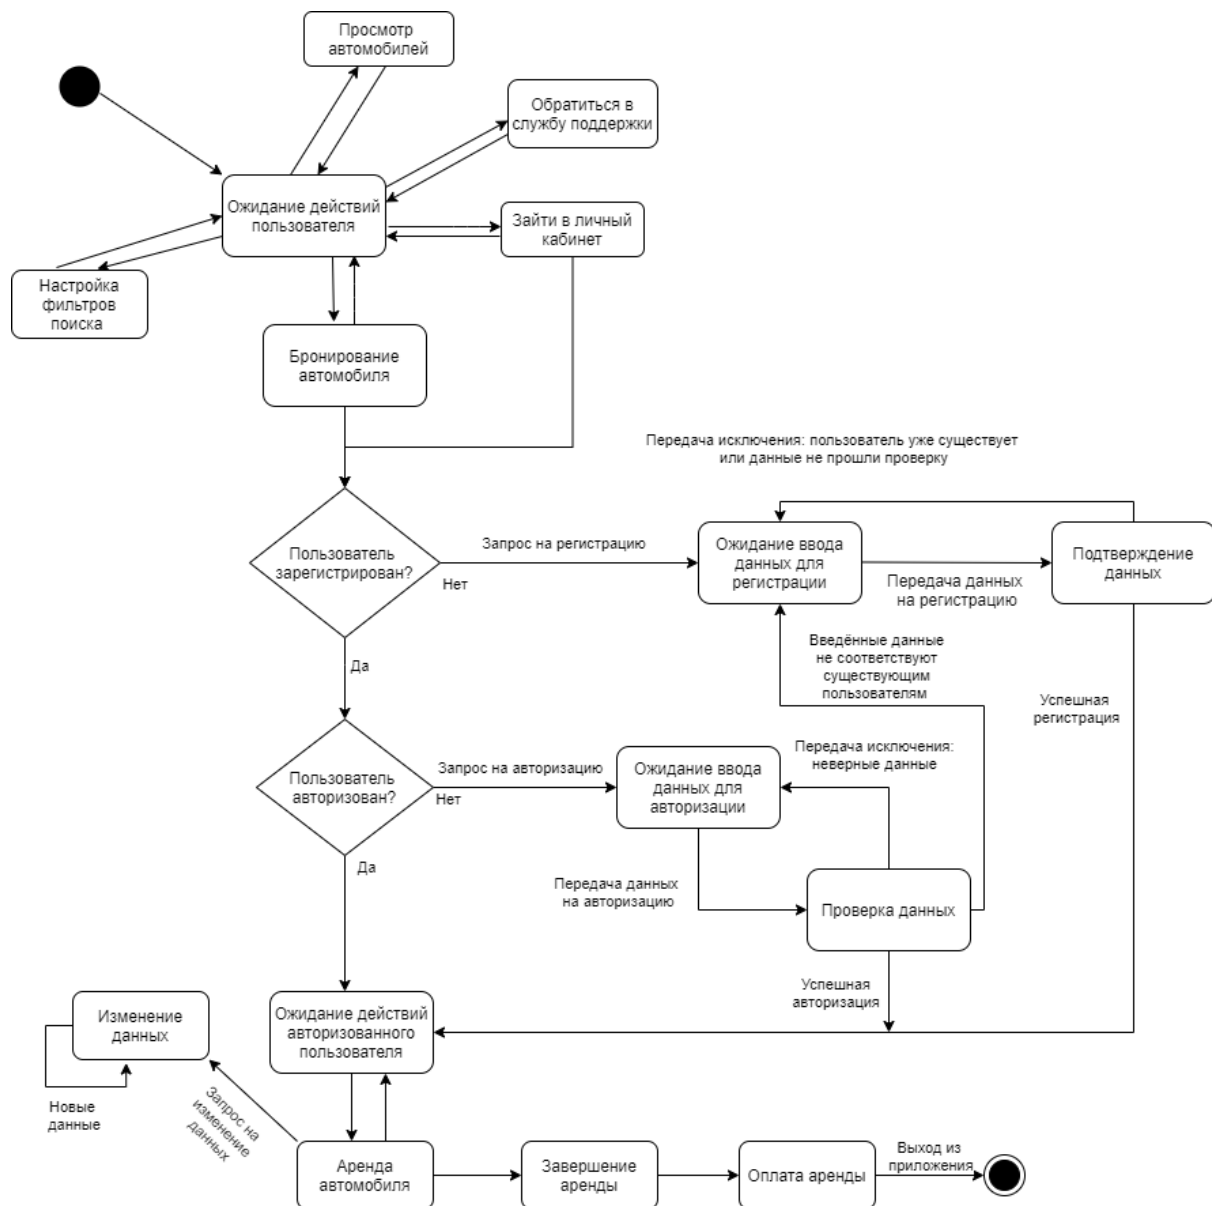 Просмотр
автомобилей
Обратиться в
службу поддержки
Ожидание действий
пользователя
Зайти в личный
кабинет
Настройка
фильтров
поиска
Бронирование
автомобиля
Передача исключения: пользователь уже существует
или данные не прошли проверку
Пользователь
зарегистрирован?
Запрос на регистрацию
Нет
Ожидание ввода
данных для
регистрации
Передача данных
на регистрацию
Подтверждение
данных
Да
Введённые данные
не соответствуют
существующим
пользователям
Успешная
регистрация
Пользователь
авторизован?
Запрос на авторизацию
Нет
Ожидание ввода
данных для
авторизации
Передача исключения:
неверные данные
Да
Передача данных
на авторизацию
Проверка данных
Успешная
авторизация
Изменение
данных
Ожидание действий
авторизованного
пользователя
Новые
данные
Запрос на
изменение
данных
Аренда
автомобиля
Завершение
аренды
Оплата аренды
Выход из
приложения